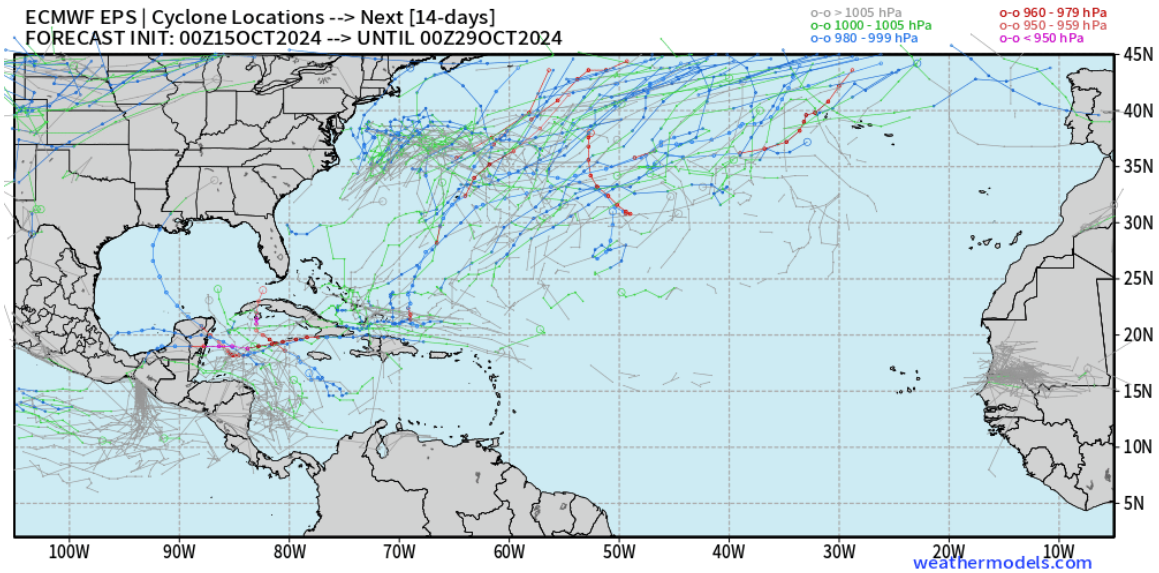 ECMWF EPS | Cyclone Locations --> Next [14-days]
FORECAST INIT: 00Z15OCT2024 --> UNTIL 00Z29OCT2024
o-o > 1005 hPa
o-o 1000 - 1005 hPa
o-o 980 - 999 hPa
o-o 960 - 979 hPa
o-o 950 - 959 hPa
o-o < 950 hPa
45N
40N
35N
30N
25N
20N
15N
10N
5N
100W 90W 80W 70W 60W 50W 40W 30W 20W 10W
weathermodels.com